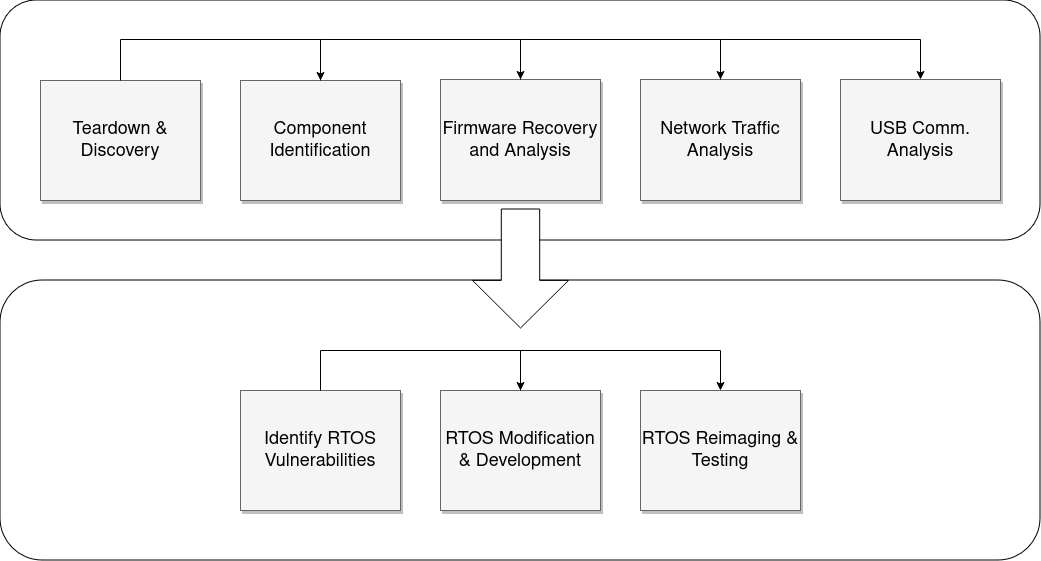 Teardown &
Discovery
Component
Identification
Firmware Recovery
and Analysis
Network Traffic
Analysis
USB Comm.
Analysis
Identify RTOS
Vulnerabilities
RTOS Modification
& Development
RTOS Reimaging &
Testing